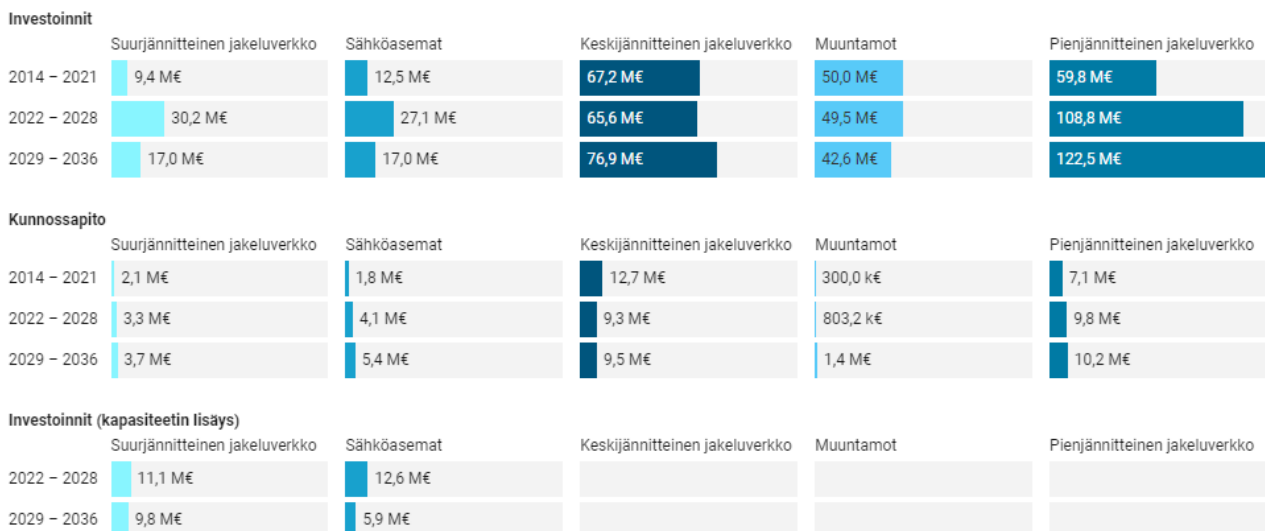 Investoinnit
Suurjännitteinen jakeluverkko Sähköasemat Keskijännitteinen jakeluverkko Muuntamot Pienjännitteinen jakeluverkko
2014 – 2021 9,4 M€ 12,5 M€ 67,2 M€ 50,0 M€ 59,8 M€
2022 – 2028 30,2 M€ 27,1 M€ 65,6 M€ 49,5 M€ 108,8 M€
2029 – 2036 17,0 M€ 17,0 M€ 76,9 M€ 42,6 M€ 122,5 M€
Kunnossapito
Suurjännitteinen jakeluverkko Sähköasemat Keskijännitteinen jakeluverkko Muuntamot Pienjännitteinen jakeluverkko
2014 – 2021 2,1 M€ 1,8 M€ 12,7 M€ 300,0 k€ 7,1 M€
2022 – 2028 3,3 M€ 4,1 M€ 9,3 M€ 803,2 k€ 9,8 M€
2029 – 2036 3,7 M€ 5,4 M€ 9,5 M€ 1,4 M€ 10,2 M€
Investoinnit (kapasiteetin lisäys)
Suurjännitteinen jakeluverkko Sähköasemat Keskijännitteinen jakeluverkko Muuntamot Pienjännitteinen jakeluverkko
2022 – 2028 11,1 M€ 12,6 M€
2029 – 2036 9,8 M€ 5,9 M€